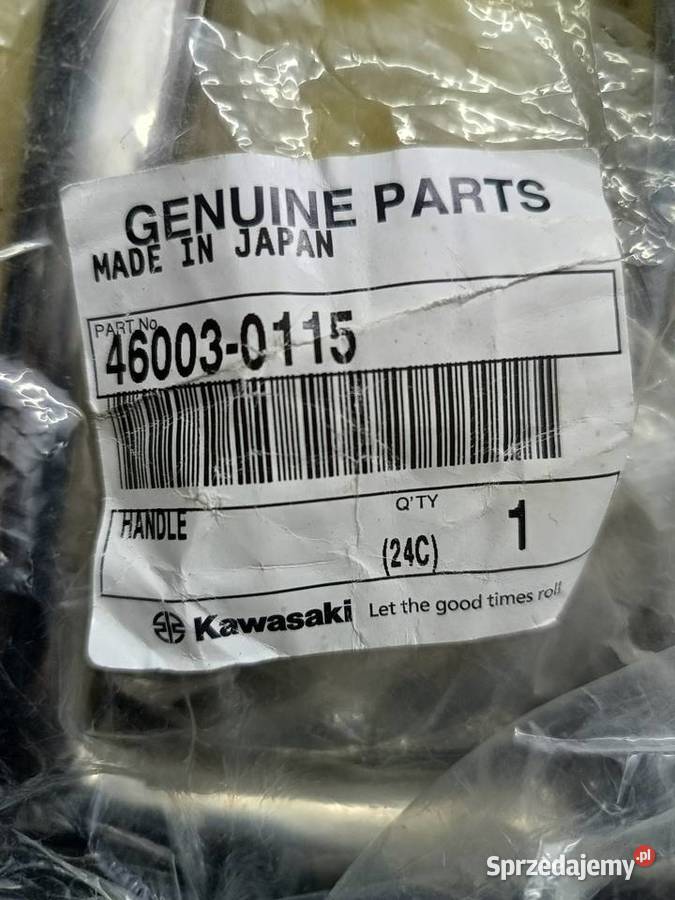 GENUINE PARTS
MADE IN JAPAN
PART No
46003-0115
HANDLE
Q'TY
(24C)
1
Kawasaki Let the good times roll
Sprzedajemy.pl